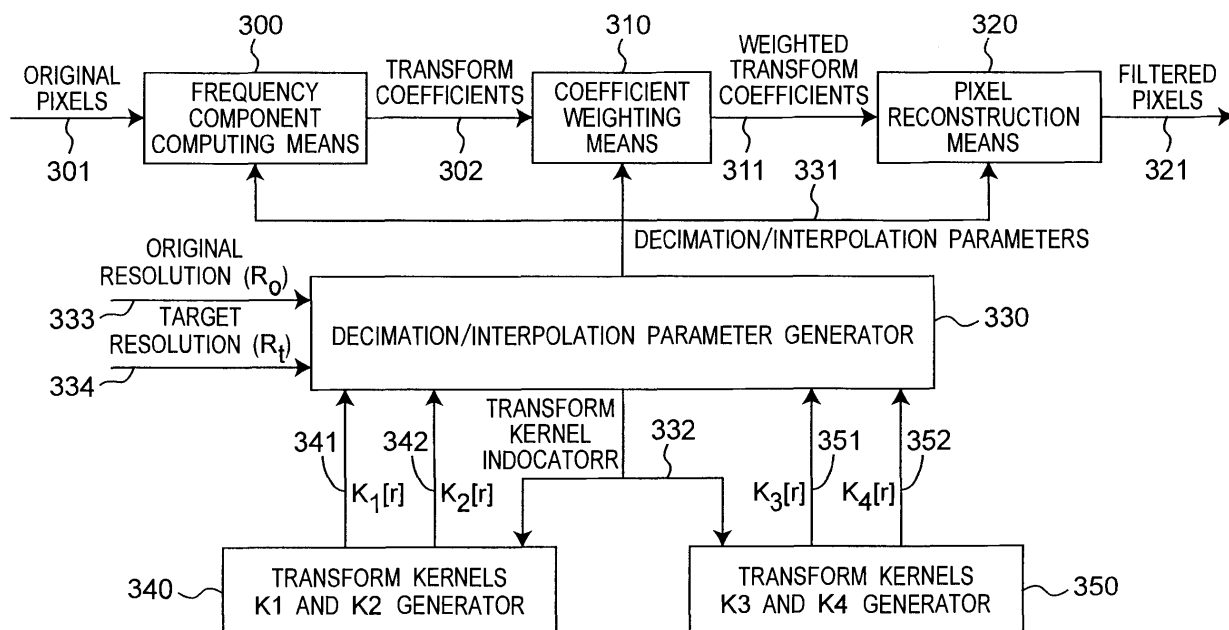 300
310
320
ORIGINAL
PIXELS
301
FREQUENCY
COMPONENT
COMPUTING MEANS
TRANSFORM
COEFFICIENTS
302
COEFFICIENT
WEIGHTING
MEANS
WEIGHTED
TRANSFORM
COEFFICIENTS
311
PIXEL
RECONSTRUCTION
MEANS
FILTERED
PIXELS
321
331
DECIMATION/INTERPOLATION PARAMETERS
ORIGINAL
RESOLUTION (Ro)
333
TARGET
RESOLUTION (Rt)
334
DECIMATION/INTERPOLATION PARAMETER GENERATOR
330
341
K1[r]
342
K2[r]
TRANSFORM
KERNEL
INDOCATORR
332
351
K3[r]
352
K4[r]
340
TRANSFORM KERNELS
K1 AND K2 GENERATOR
TRANSFORM KERNELS
K3 AND K4 GENERATOR
350